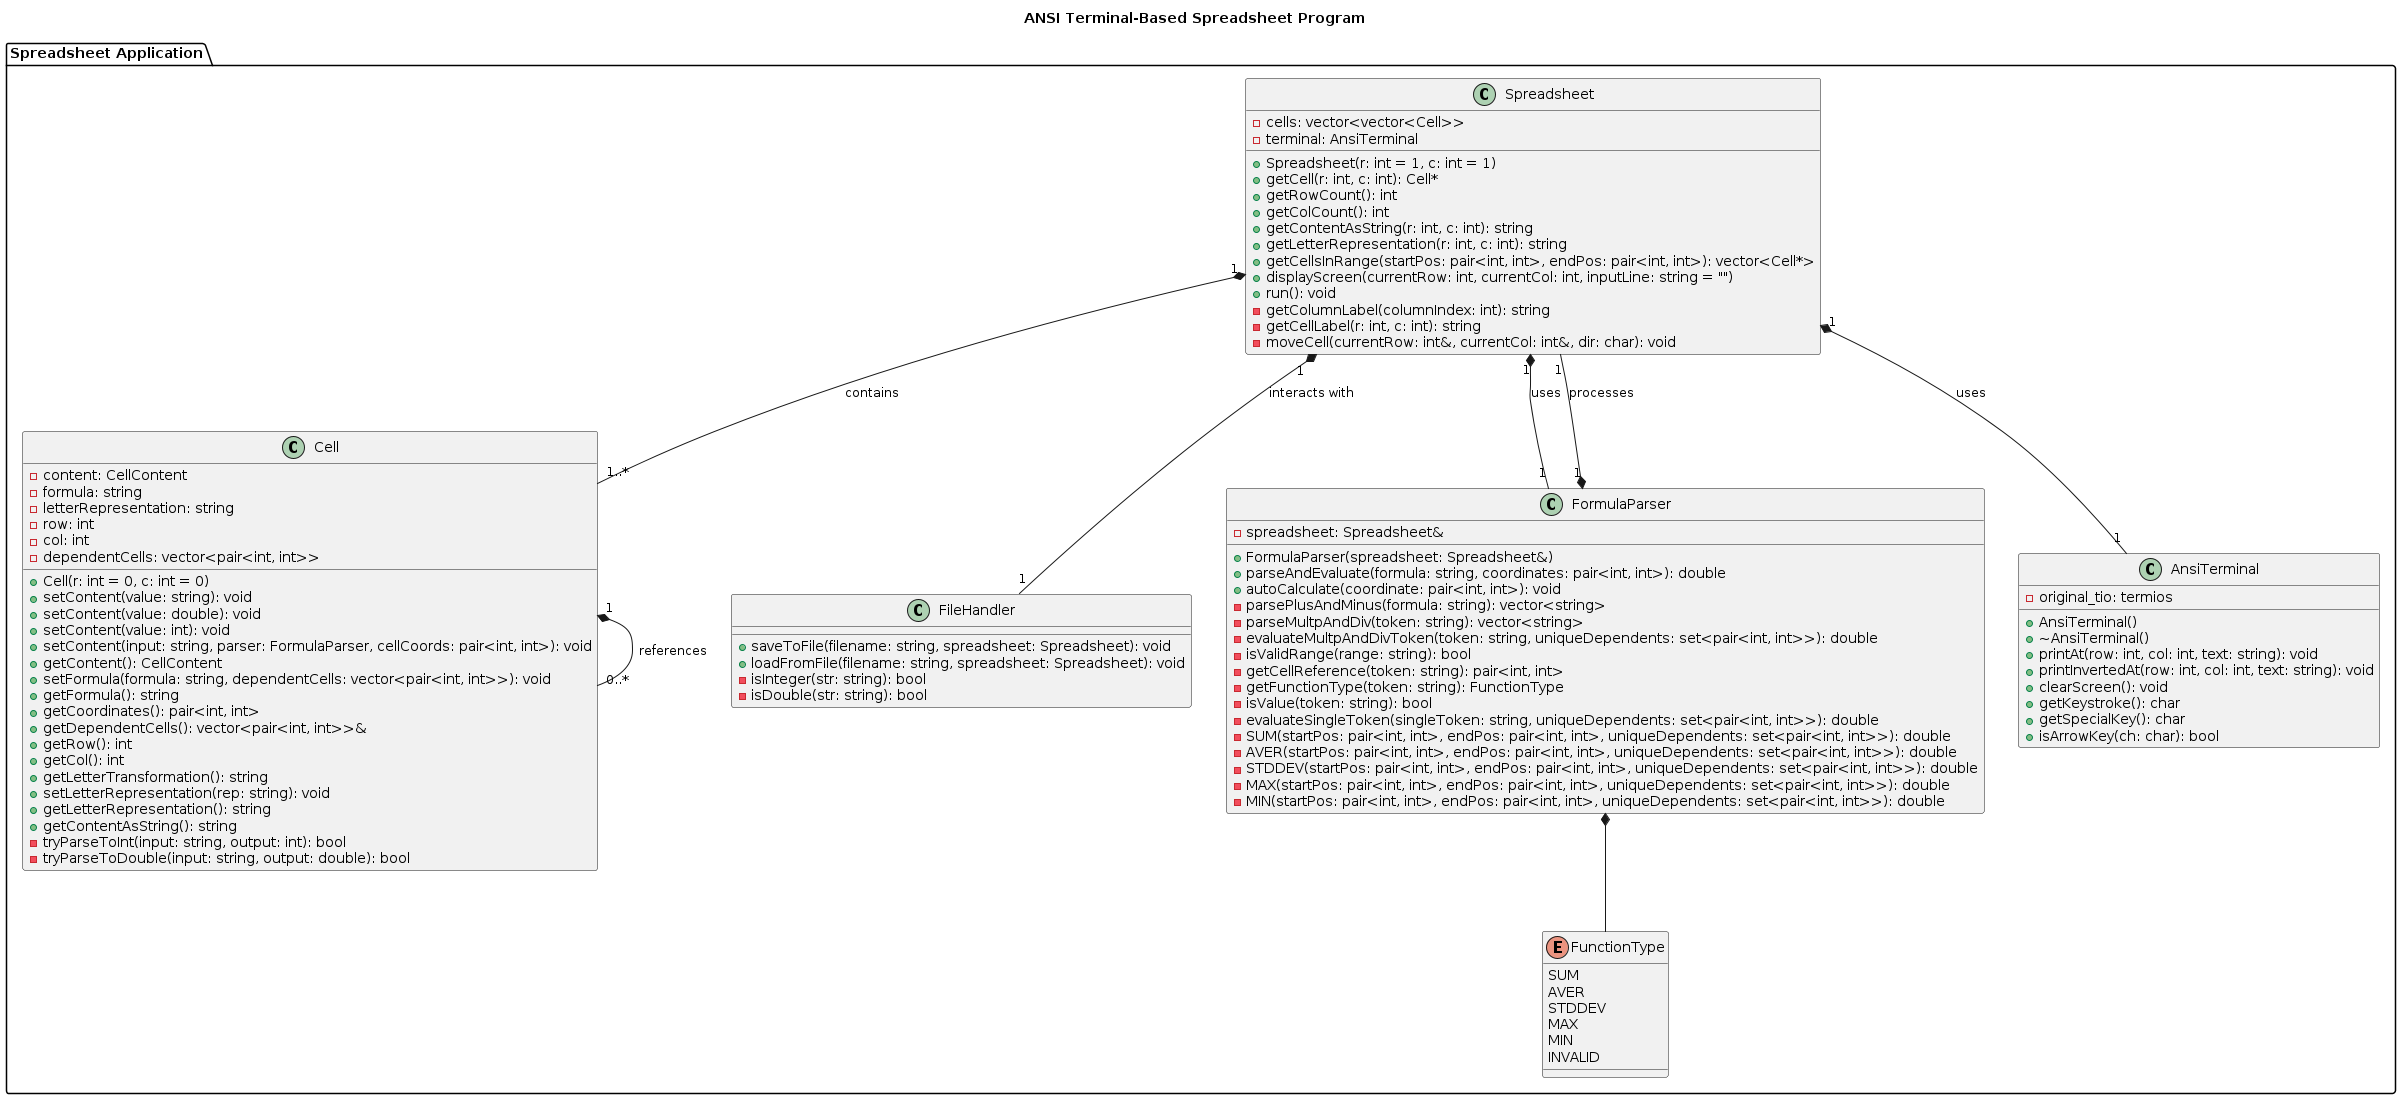 ANSI Terminal-Based Spreadsheet Program
Spreadsheet Application
C Spreadsheet
cells: vector<vector<Cell>>
terminal: AnsiTerminal
Spreadsheet(r: int = 1, c: int = 1)
getCell(r: int, c: int): Cell*
getRowCount(): int
getColCount(): int
getContentAsString(r: int, c: int): string
getLetterRepresentation(r: int, c: int): string
getCellsInRange(startPos: pair<int, int>, endPos: pair<int, int>): vector<Cell*>
displayScreen(currentRow: int, currentCol: int, inputLine: string = "")
run(): void
getColumnLabel(columnIndex: int): string
getCellLabel(r: int, c: int): string
moveCell(currentRow: int&, currentCol: int&, dir: char): void
1
1
1
1
1
contains
interacts with
uses
processes
uses
1..*
1
1
1
1
C Cell
content: CellContent
formula: string
letterRepresentation: string
row: int
col: int
dependentCells: vector<pair<int, int>>
Cell(r: int = 0, c: int = 0)
setContent(value: string): void
setContent(value: double): void
setContent(value: int): void
setContent(input: string, parser: FormulaParser, cellCoords: pair<int, int>): void
getContent(): CellContent
setFormula(formula: string, dependentCells: vector<pair<int, int>>): void
getFormula(): string
getCoordinates(): pair<int, int>
getDependentCells(): vector<pair<int, int>>&
getRow(): int
getCol(): int
getLetterTransformation(): string
setLetterRepresentation(rep: string): void
getLetterRepresentation(): string
getContentAsString(): string
tryParseToInt(input: string, output: int): bool
tryParseToDouble(input: string, output: double): bool
1
references
0..*
C FileHandler
saveToFile(filename: string, spreadsheet: Spreadsheet): void
loadFromFile(filename: string, spreadsheet: Spreadsheet): void
isInteger(str: string): bool
isDouble(str: string): bool
C FormulaParser
spreadsheet: Spreadsheet&
FormulaParser(spreadsheet: Spreadsheet&)
parseAndEvaluate(formula: string, coordinates: pair<int, int>): double
autoCalculate(coordinate: pair<int, int>): void
parsePlusAndMinus(formula: string): vector<string>
parseMultpAndDiv(token: string): vector<string>
evaluateMultpAndDivToken(token: string, uniqueDependents: set<pair<int, int>>): double
isValidRange(range: string): bool
getCellReference(token: string): pair<int, int>
getFunctionType(token: string): FunctionType
isValue(token: string): bool
evaluateSingleToken(singleToken: string, uniqueDependents: set<pair<int, int>>): double
SUM(startPos: pair<int, int>, endPos: pair<int, int>, uniqueDependents: set<pair<int, int>>): double
AVER(startPos: pair<int, int>, endPos: pair<int, int>, uniqueDependents: set<pair<int, int>>): double
STDDEV(startPos: pair<int, int>, endPos: pair<int, int>, uniqueDependents: set<pair<int, int>>): double
MAX(startPos: pair<int, int>, endPos: pair<int, int>, uniqueDependents: set<pair<int, int>>): double
MIN(startPos: pair<int, int>, endPos: pair<int, int>, uniqueDependents: set<pair<int, int>>): double
C AnsiTerminal
original_tio: termios
AnsiTerminal()
~AnsiTerminal()
printAt(row: int, col: int, text: string): void
printInvertedAt(row: int, col: int, text: string): void
clearScreen(): void
getKeystroke(): char
getSpecialKey(): char
isArrowKey(ch: char): bool
E FunctionType
SUM
AVER
STDDEV
MAX
MIN
INVALID